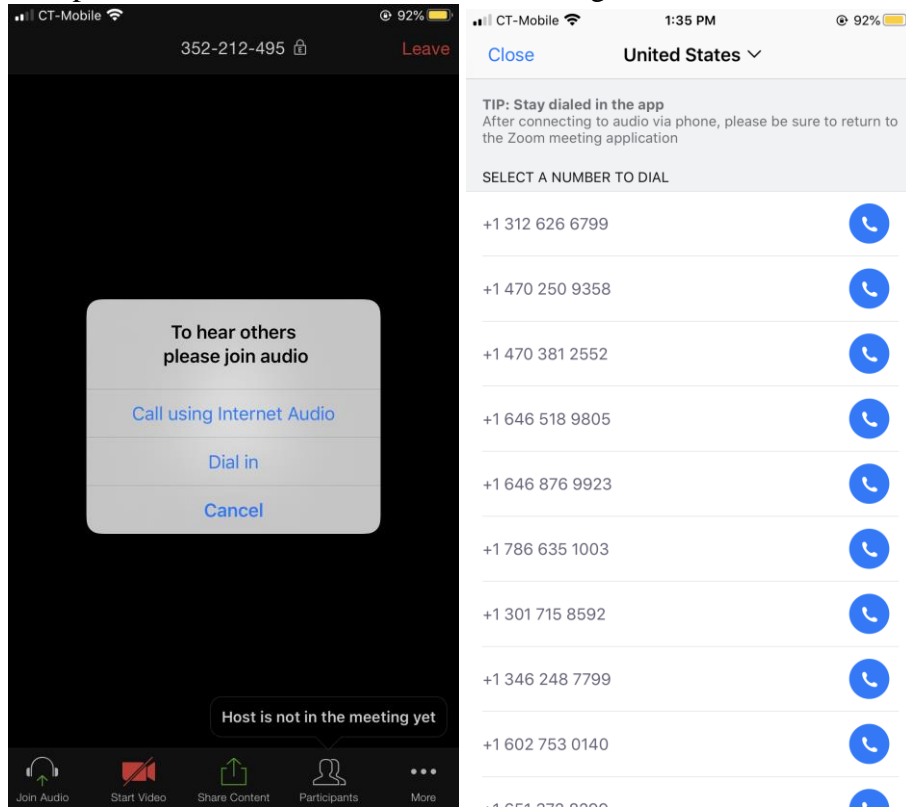 CT-Mobile 92%
352-212-495 Leave
To hear others
please join audio
Call using Internet Audio
Dial in
Cancel
Host is not in the meeting yet
Join Audio Start Video Share Content Participants More
CT-Mobile 1:35 PM 92%
Close United States
TIP: Stay dialed in the app
After connecting to audio via phone, please be sure to return to
the Zoom meeting application
SELECT A NUMBER TO DIAL
+1 312 626 6799
+1 470 250 9358
+1 470 381 2552
+1 646 518 9805
+1 646 876 9923
+1 786 635 1003
+1 301 715 8592
+1 346 248 7799
+1 602 753 0140